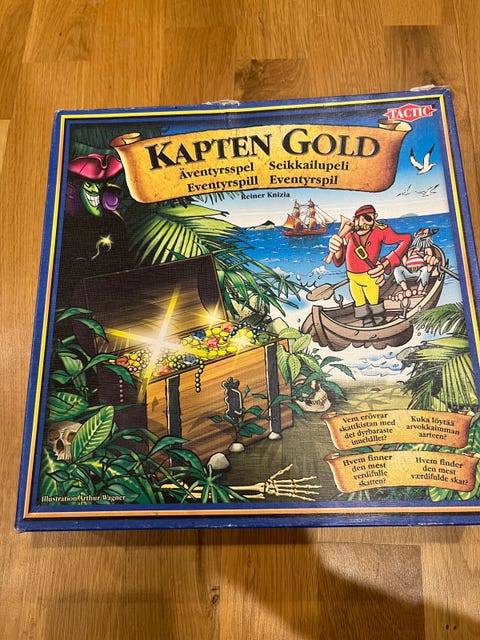 TACTIC
KAPTEN GOLD
Äventyrsspel Seikkailupeli
Eventyrspill Eventyrspil
Reiner Knizia
Vem erövrar
skattkistan med
det dyrbaraste
innehållet?
Kuka löytää
arvokkaimman
aarteen?
Hvem finner
den mest
verdifulle
skatten?
Hvem finder
den mest
værdifulde skat?
Illustration Arthur Wagner